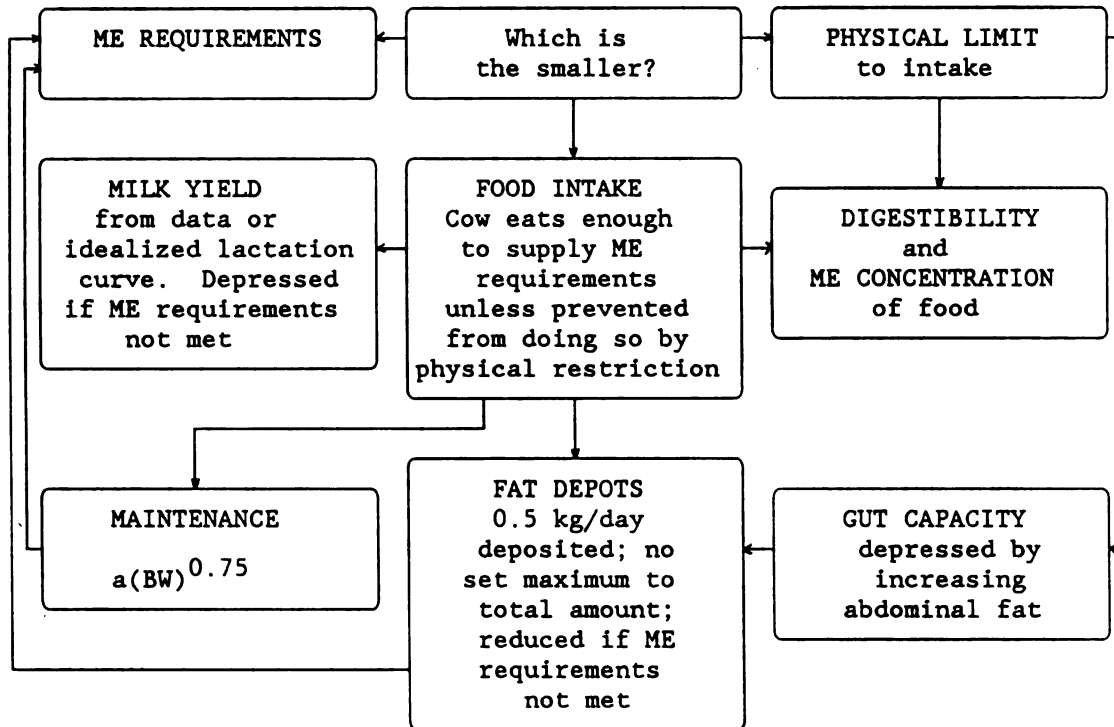 ME REQUIREMENTS
Which is
the smaller?
PHYSICAL LIMIT
to intake
MILK YIELD
from data or
idealized lactation
curve. Depressed
if ME requirements
not met
FOOD INTAKE
Cow eats enough
to supply ME
requirements
unless prevented
from doing so by
physical restriction
DIGESTIBILITY
and
ME CONCENTRATION
of food
MAINTENANCE
a(BW)^0.75
FAT DEPOTS
0.5 kg/day
deposited; no
set maximum to
total amount;
reduced if ME
requirements
not met
GUT CAPACITY
depressed by
increasing
abdominal fat